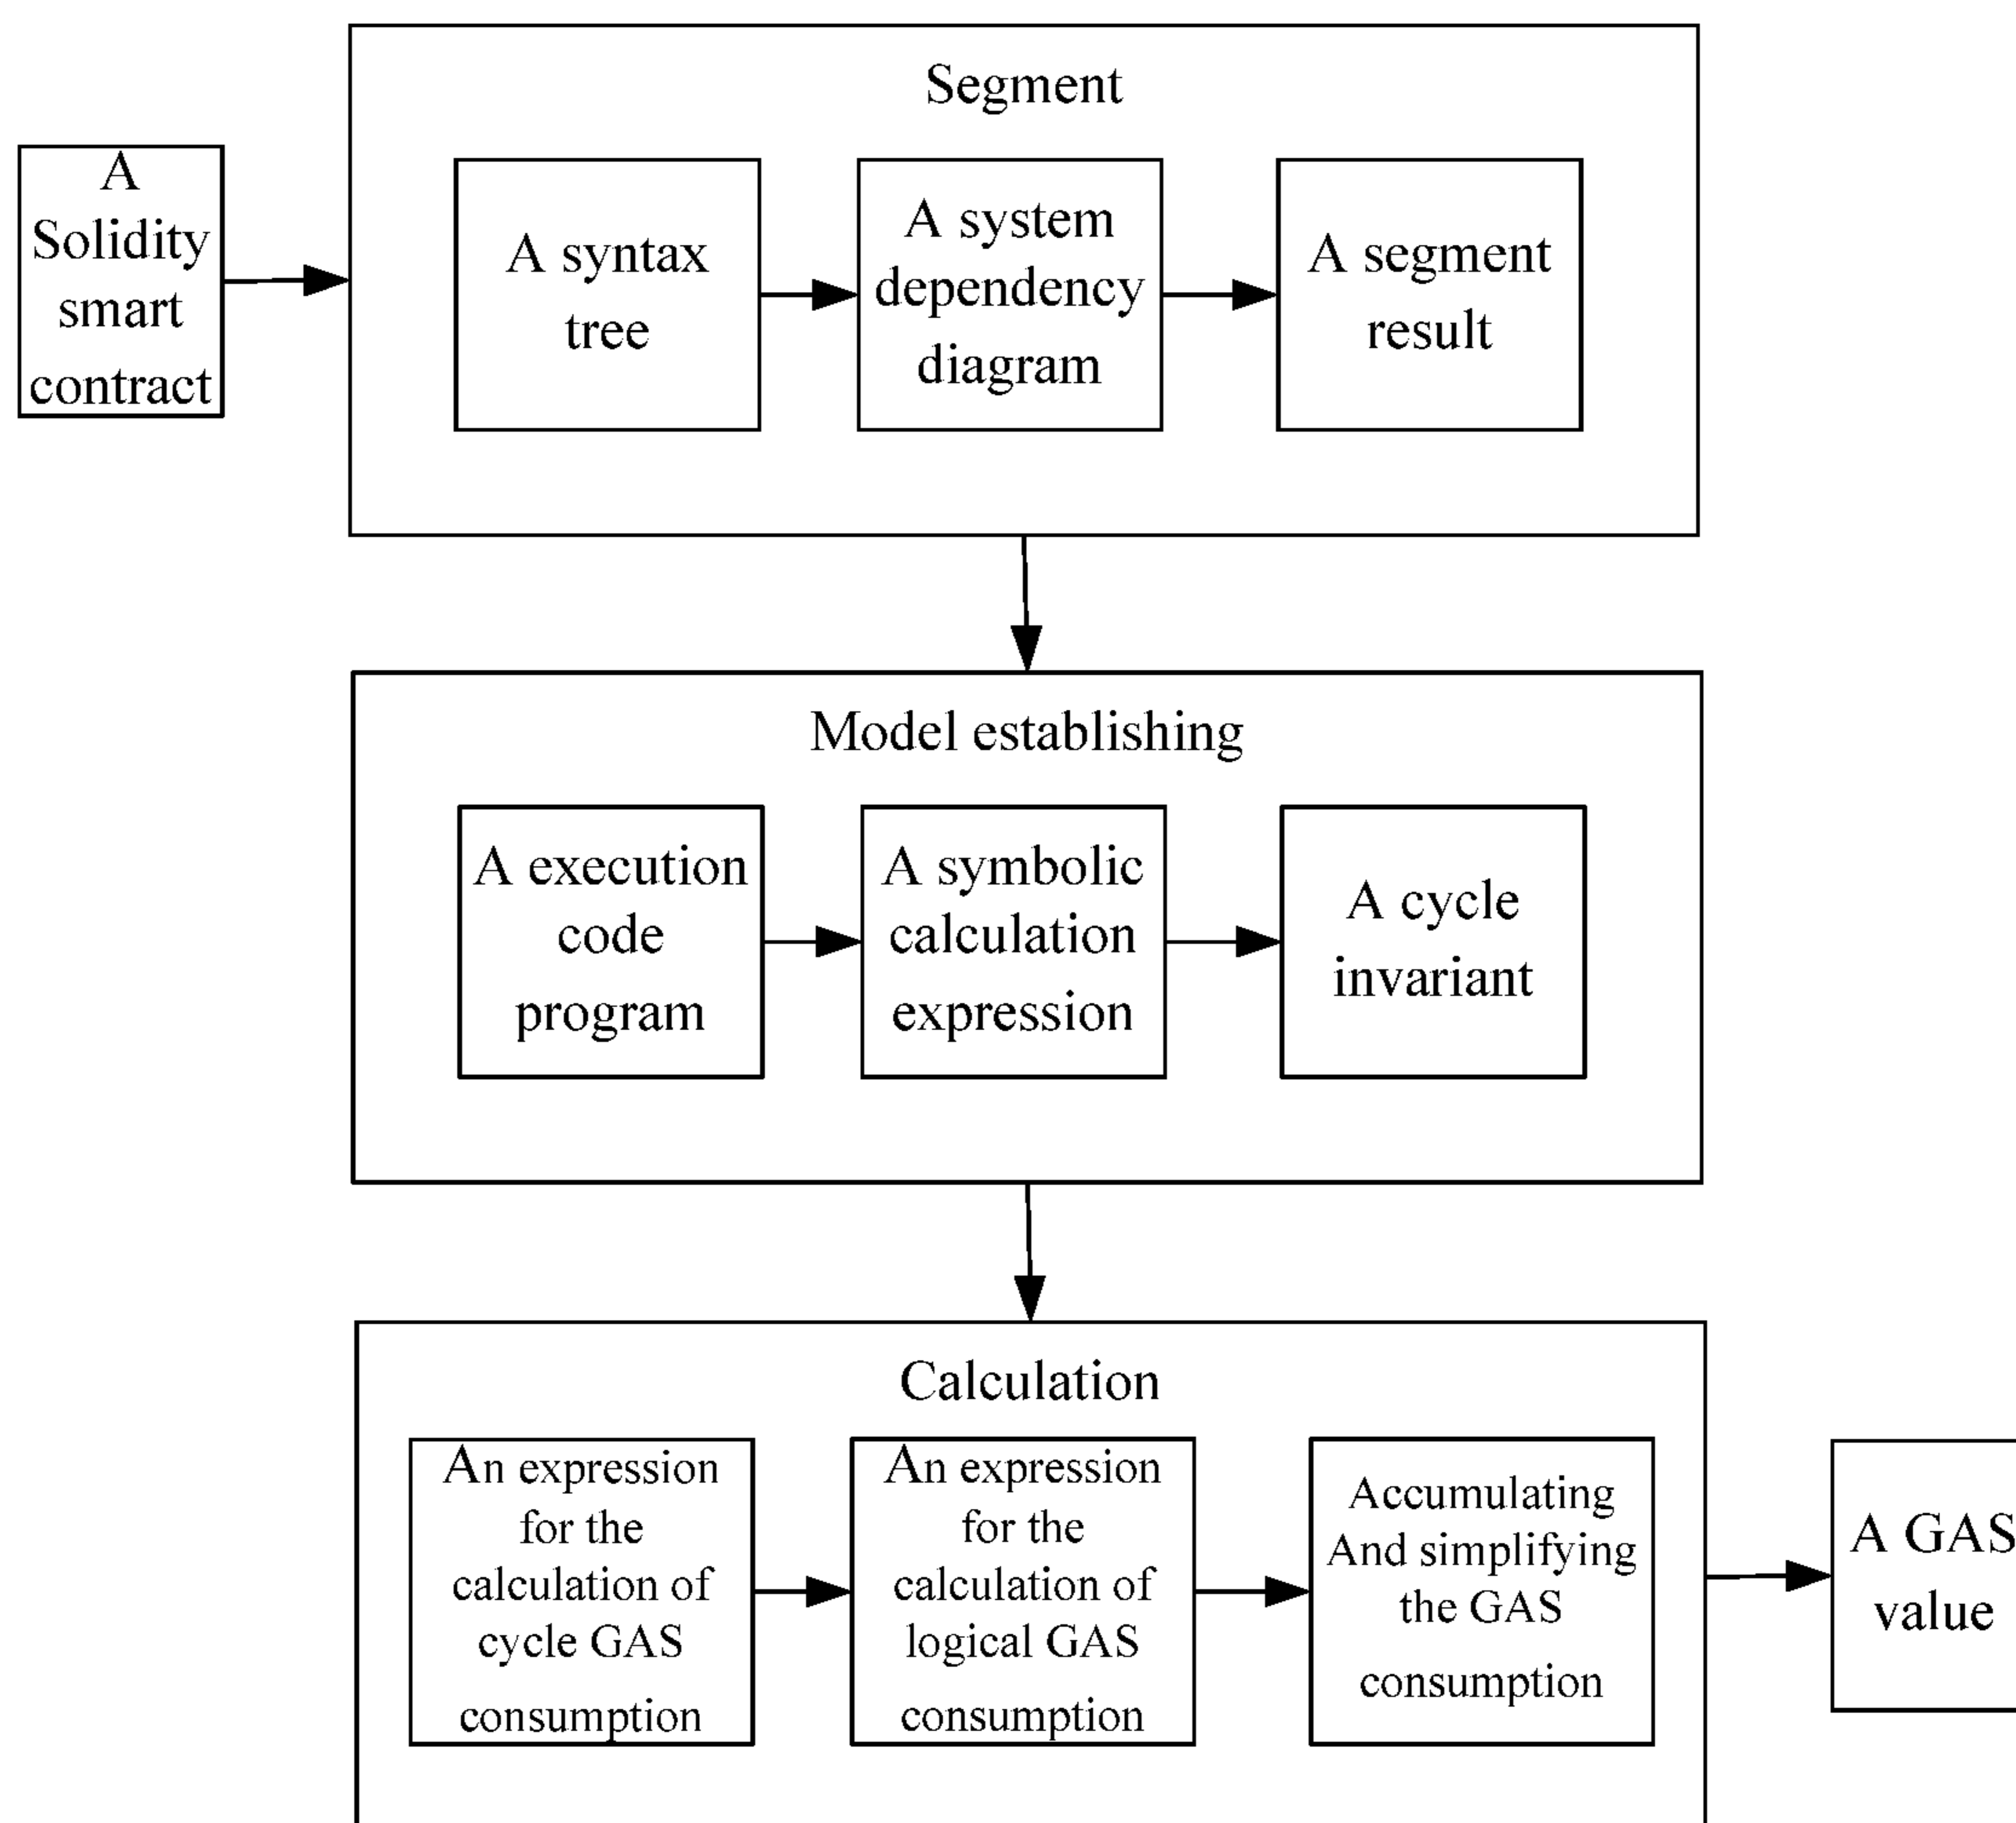 Segment
A
Solidity
smart
contract
A syntax
tree
A system
dependency
diagram
A segment
result
Model establishing
A execution
code
program
A symbolic
calculation
expression
A cycle
invariant
Calculation
An expression
for the
calculation of
cycle GAS
consumption
An expression
for the
calculation of
logical GAS
consumption
Accumulating
And simplifying
the GAS
consumption
A GAS
value